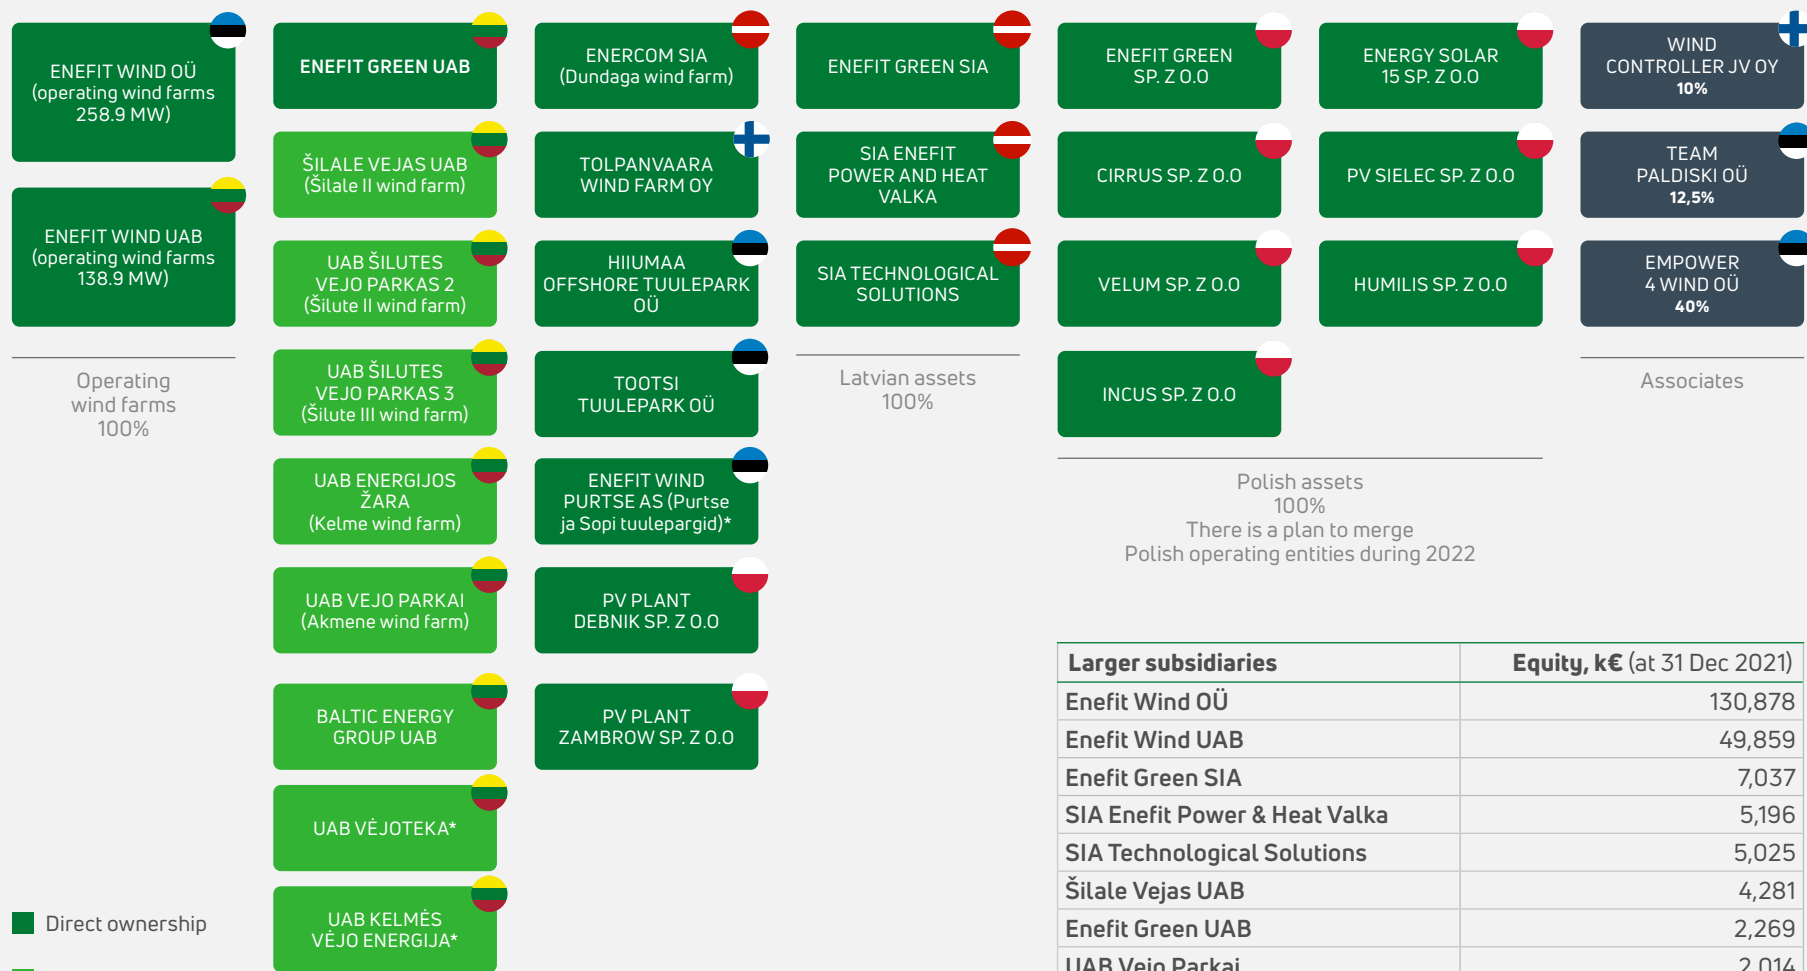 ENEFIT WIND OÜ
(operating wind farms
258.9 MW)
ENEFIT WIND UAB
(operating wind farms
138.9 MW)
Operating
wind farms
100%
ENEFIT GREEN UAB
ŠILALE VEJAS UAB
(Šilale II wind farm)
UAB ŠILUTES
VEJO PARKAS 2
(Šilute II wind farm)
UAB ŠILUTES
VEJO PARKAS 3
(Šilute III wind farm)
UAB ENERGIJOS
ŽARA
(Kelme wind farm)
UAB VEJO PARKAI
(Akmene wind farm)
BALTIC ENERGY
GROUP UAB
UAB VĖJOTEKA*
UAB KELMĖS
VĖJO ENERGIJA*
ENERCOM SIA
(Dundaga wind farm)
TOLPANVAARA
WIND FARM OY
HIIUMAA
OFFSHORE TUULEPARK
OÜ
TOOTSI
TUULEPARK OÜ
ENEFIT WIND
PURTSE AS (Purtse
ja Sopi tuulepargid)*
PV PLANT
DEBNIK SP. Z O.O
PV PLANT
ZAMBROW SP. Z O.O
ENEFIT GREEN SIA
SIA ENEFIT
POWER AND HEAT
VALKA
SIA TECHNOLOGICAL
SOLUTIONS
Latvian assets
100%
ENEFIT GREEN
SP. Z O.O
CIRRUS SP. Z O.O
VELUM SP. Z O.O
INCUS SP. Z O.O
ENERGY SOLAR
15 SP. Z O.O
PV SIELEC SP. Z O.O
HUMILIS SP. Z O.O
Polish assets
100%
There is a plan to merge
Polish operating entities during 2022
WIND
CONTROLLER JV OY
10%
TEAM
PALDISKI OÜ
12,5%
EMPOWER
4 WIND OÜ
40%
Associates
Larger subsidiaries Equity, k€ (at 31 Dec 2021)
Enefit Wind OÜ 130,878
Enefit Wind UAB 49,859
Enefit Green SIA 7,037
SIA Enefit Power & Heat Valka 5,196
SIA Technological Solutions 5,025
Šilale Vejas UAB 4,281
Enefit Green UAB 2,269
UAB Vejo Parkai 2,014
Direct ownership